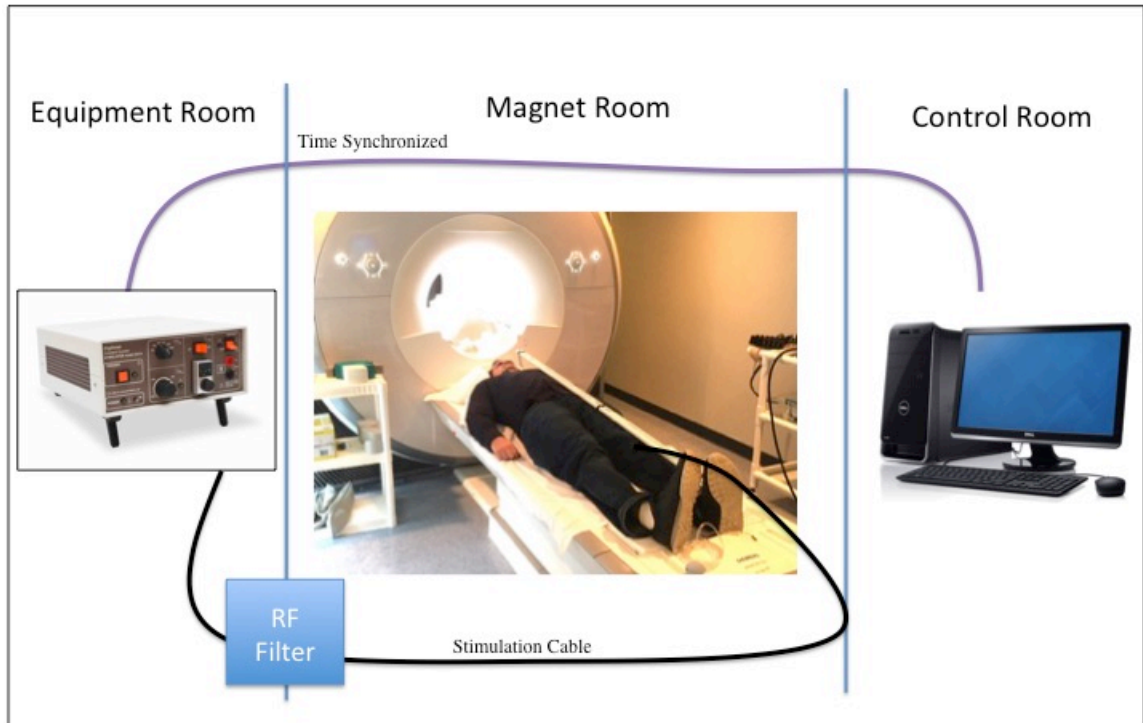 Equipment Room
Magnet Room
Control Room
Time Synchronized
RF
Filter
Stimulation Cable